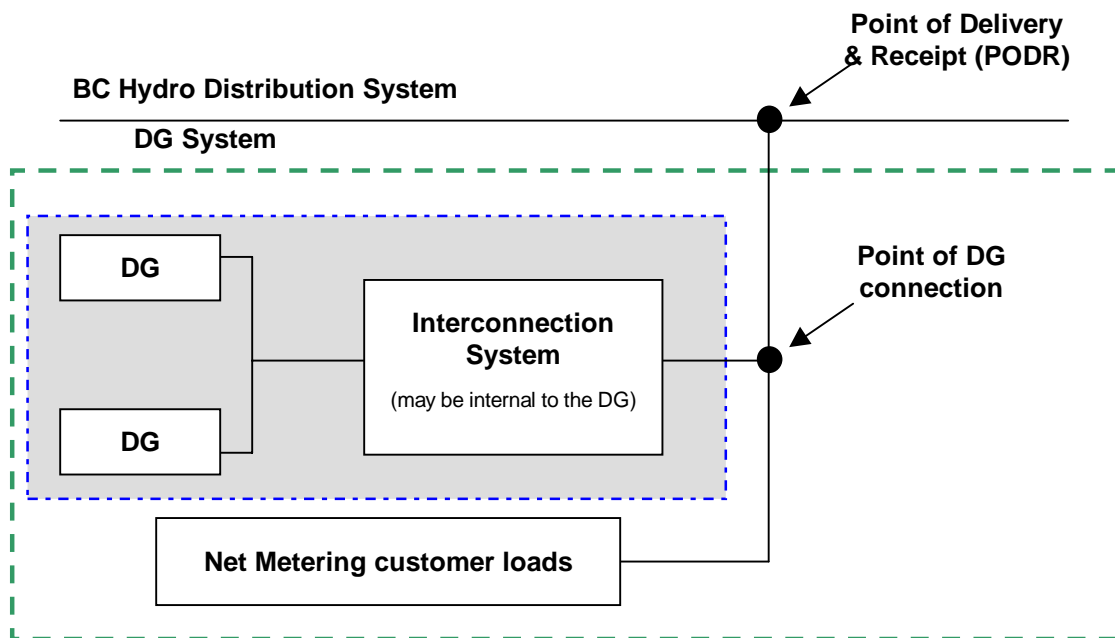 Point of Delivery
& Receipt (PODR)
BC Hydro Distribution System
DG System
DG
Interconnection
System
(may be internal to the DG)
Point of DG
connection
DG
Net Metering customer loads